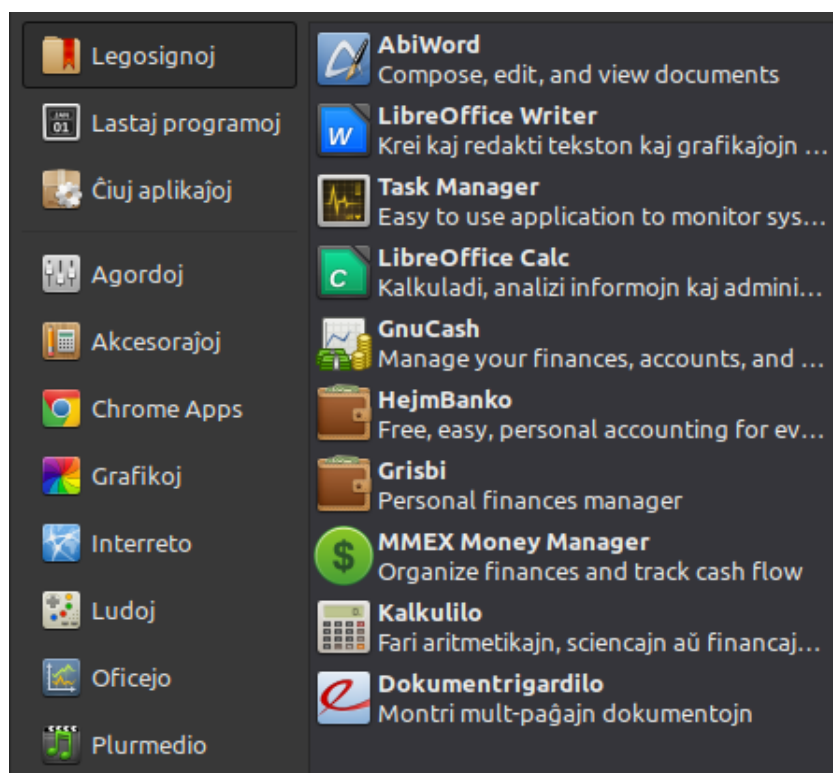 Legosignoj
Lastaj programoj
Ĉiuj aplikaĵoj
Agordoj
Akcesoraĵoj
Chrome Apps
Grafikoj
Interreto
Ludoj
Oficejo
Plurmedio
AbiWord
Compose, edit, and view documents
LibreOffice Writer
Krei kaj redakti tekston kaj grafikaĵojn ...
Task Manager
Easy to use application to monitor sys...
LibreOffice Calc
Kalkuladi, analizi informojn kaj admini...
GnuCash
Manage your finances, accounts, and ...
HejmBanko
Free, easy, personal accounting for ev...
Grisbi
Personal finances manager
MMEX Money Manager
Organize finances and track cash flow
Kalkulilo
Fari aritmetikajn, sciencajn aŭ financaj...
Dokumentrigardilo
Montri mult-paĝajn dokumentojn